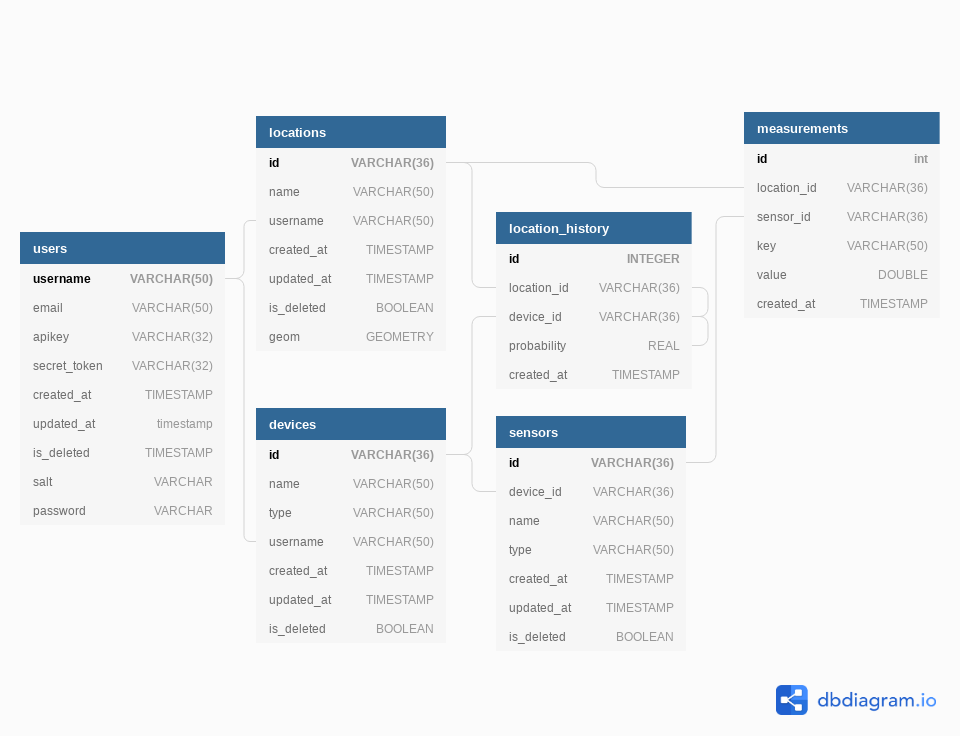 users
username VARCHAR(50)
email VARCHAR(50)
apikey VARCHAR(32)
secret_token VARCHAR(32)
created_at TIMESTAMP
updated_at timestamp
is_deleted TIMESTAMP
salt VARCHAR
password VARCHAR
locations
id VARCHAR(36)
name VARCHAR(50)
username VARCHAR(50)
created_at TIMESTAMP
updated_at TIMESTAMP
is_deleted BOOLEAN
geom GEOMETRY
devices
id VARCHAR(36)
name VARCHAR(50)
type VARCHAR(50)
username VARCHAR(50)
created_at TIMESTAMP
updated_at TIMESTAMP
is_deleted BOOLEAN
location_history
id INTEGER
location_id VARCHAR(36)
device_id VARCHAR(36)
probability REAL
created_at TIMESTAMP
sensors
id VARCHAR(36)
device_id VARCHAR(36)
name VARCHAR(50)
type VARCHAR(50)
created_at TIMESTAMP
updated_at TIMESTAMP
is_deleted BOOLEAN
measurements
id int
location_id VARCHAR(36)
sensor_id VARCHAR(36)
key VARCHAR(50)
value DOUBLE
created_at TIMESTAMP
dbdiagram.io